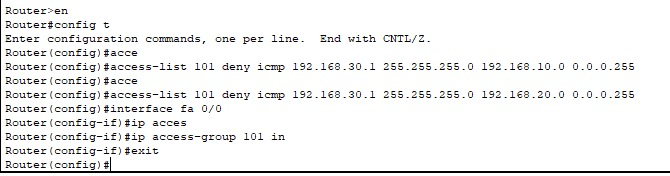 Router>en
Router#config t
Enter configuration commands, one per line.  End with CNTL/Z.
Router(config)#acce
Router(config)#access-list 101 deny icmp 192.168.30.1 255.255.255.0 192.168.10.0 0.0.0.255
Router(config)#acce
Router(config)#access-list 101 deny icmp 192.168.30.1 255.255.255.0 192.168.20.0 0.0.0.255
Router(config)#interface fa 0/0
Router(config-if)#ip acces
Router(config-if)#ip access-group 101 in
Router(config-if)#exit
Router(config)#